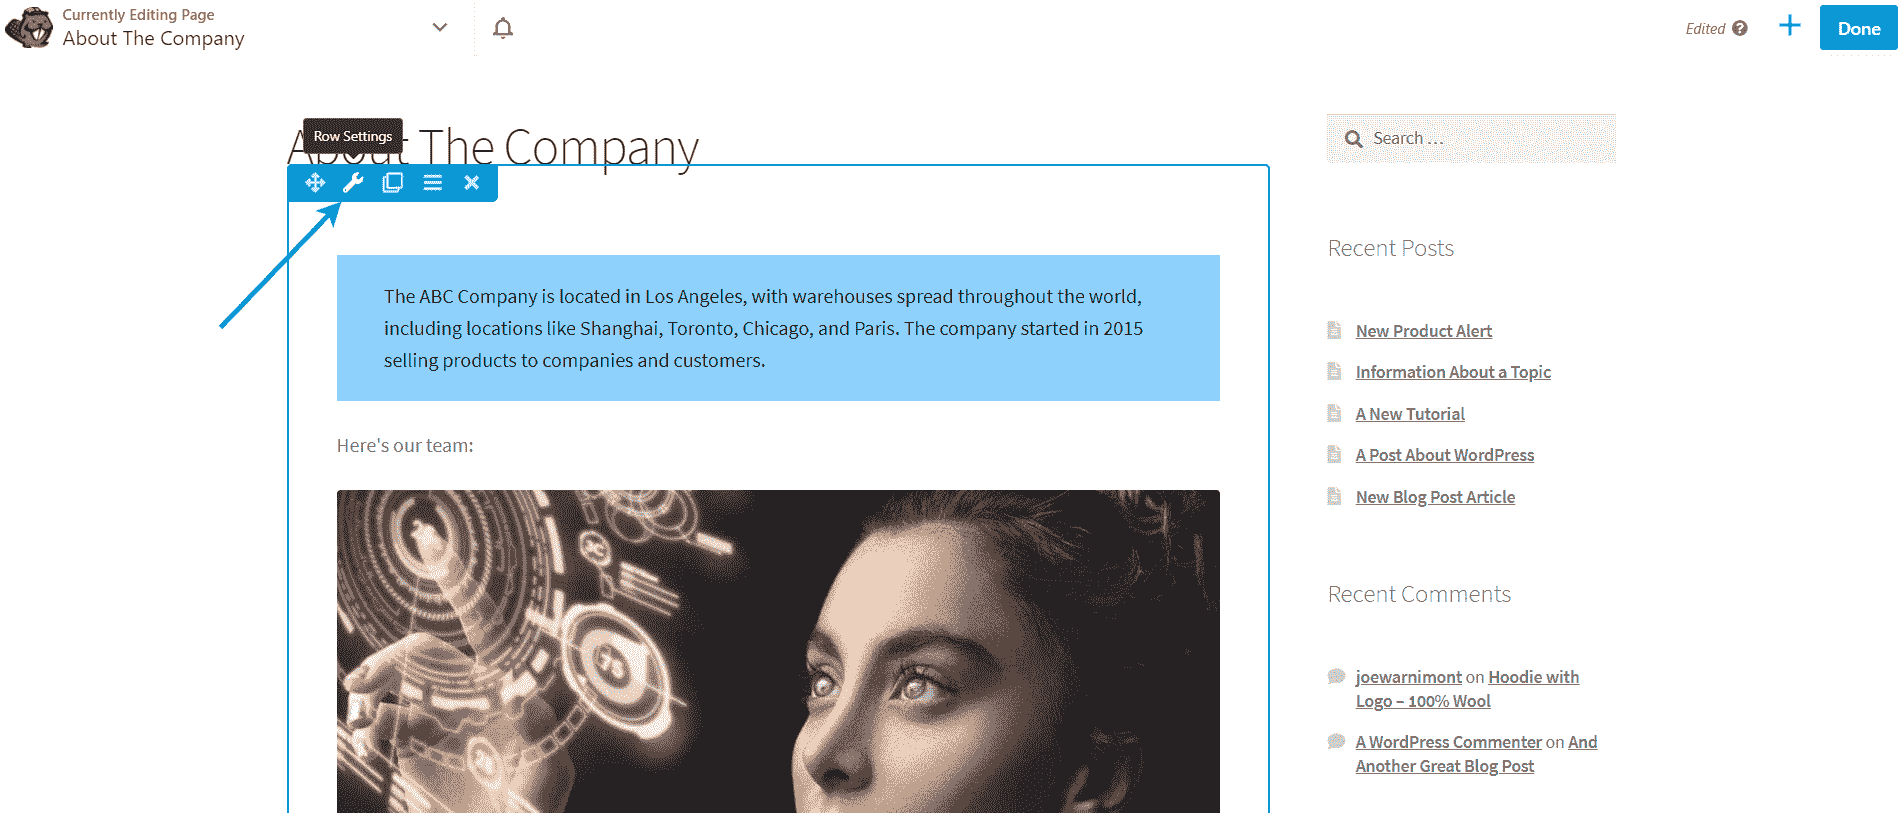 Currently Editing Page
About The Company
Edited
Done
About The Company
Row Settings
Search ...
The ABC Company is located in Los Angeles, with warehouses spread throughout the world,
including locations like Shanghai, Toronto, Chicago, and Paris. The company started in 2015
selling products to companies and customers.
Here's our team:
Recent Posts
New Product Alert
Information About a Topic
A New Tutorial
A Post About WordPress
New Blog Post Article
Recent Comments
joewarnimont on Hoodie with
Logo – 100% Wool
A WordPress Commenter on And
Another Great Blog Post